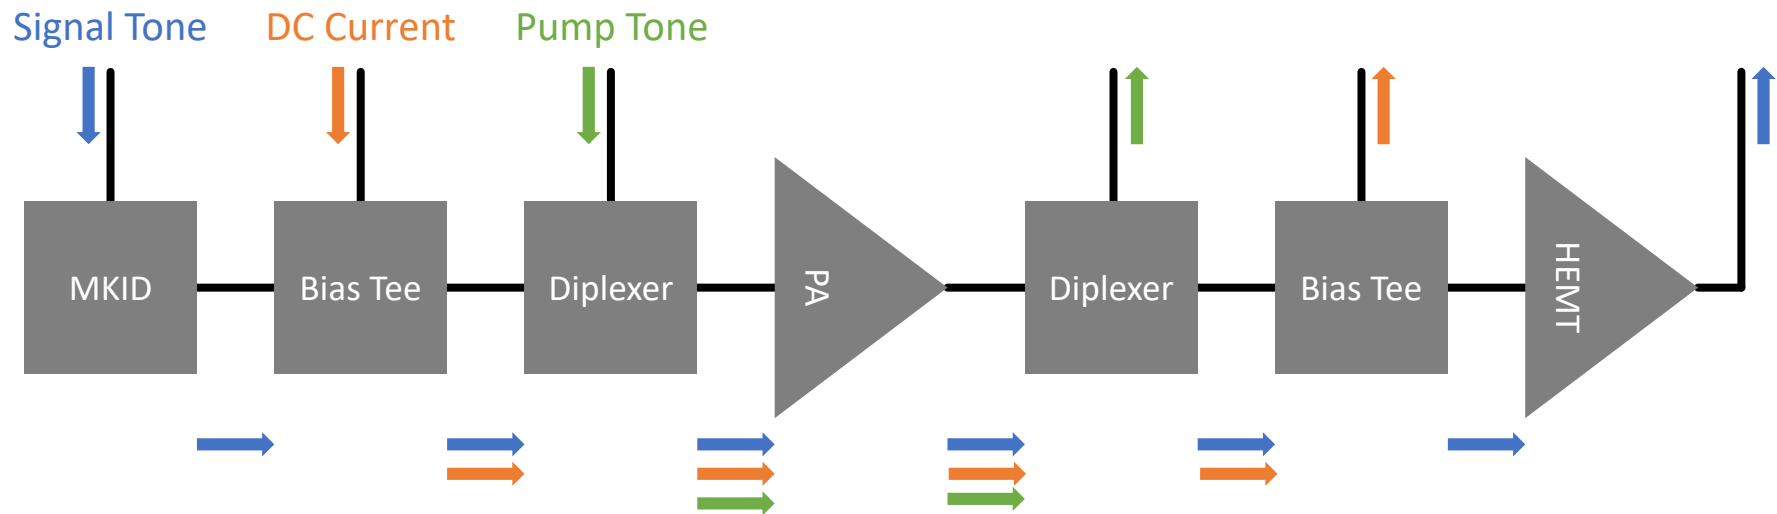 Signal Tone
DC Current
Pump Tone
MKID
Bias Tee
Diplexer
PA
Diplexer
Bias Tee
HEMT